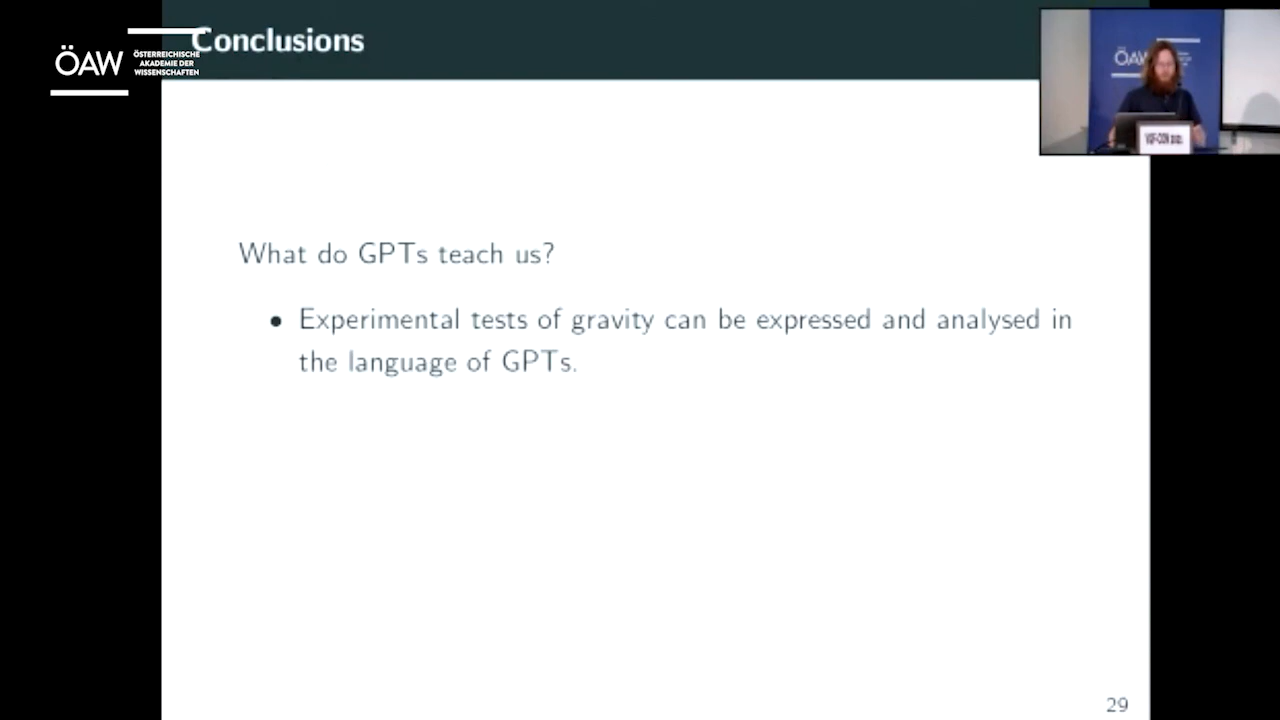 Conclusions
ÖAW
ÖSTERREICHISCHE
AKADEMIE DER
WISSENSCHAFTEN
ÖAW
What do GPTs teach us?
• Experimental tests of gravity can be expressed and analysed in
the language of GPTs.
29